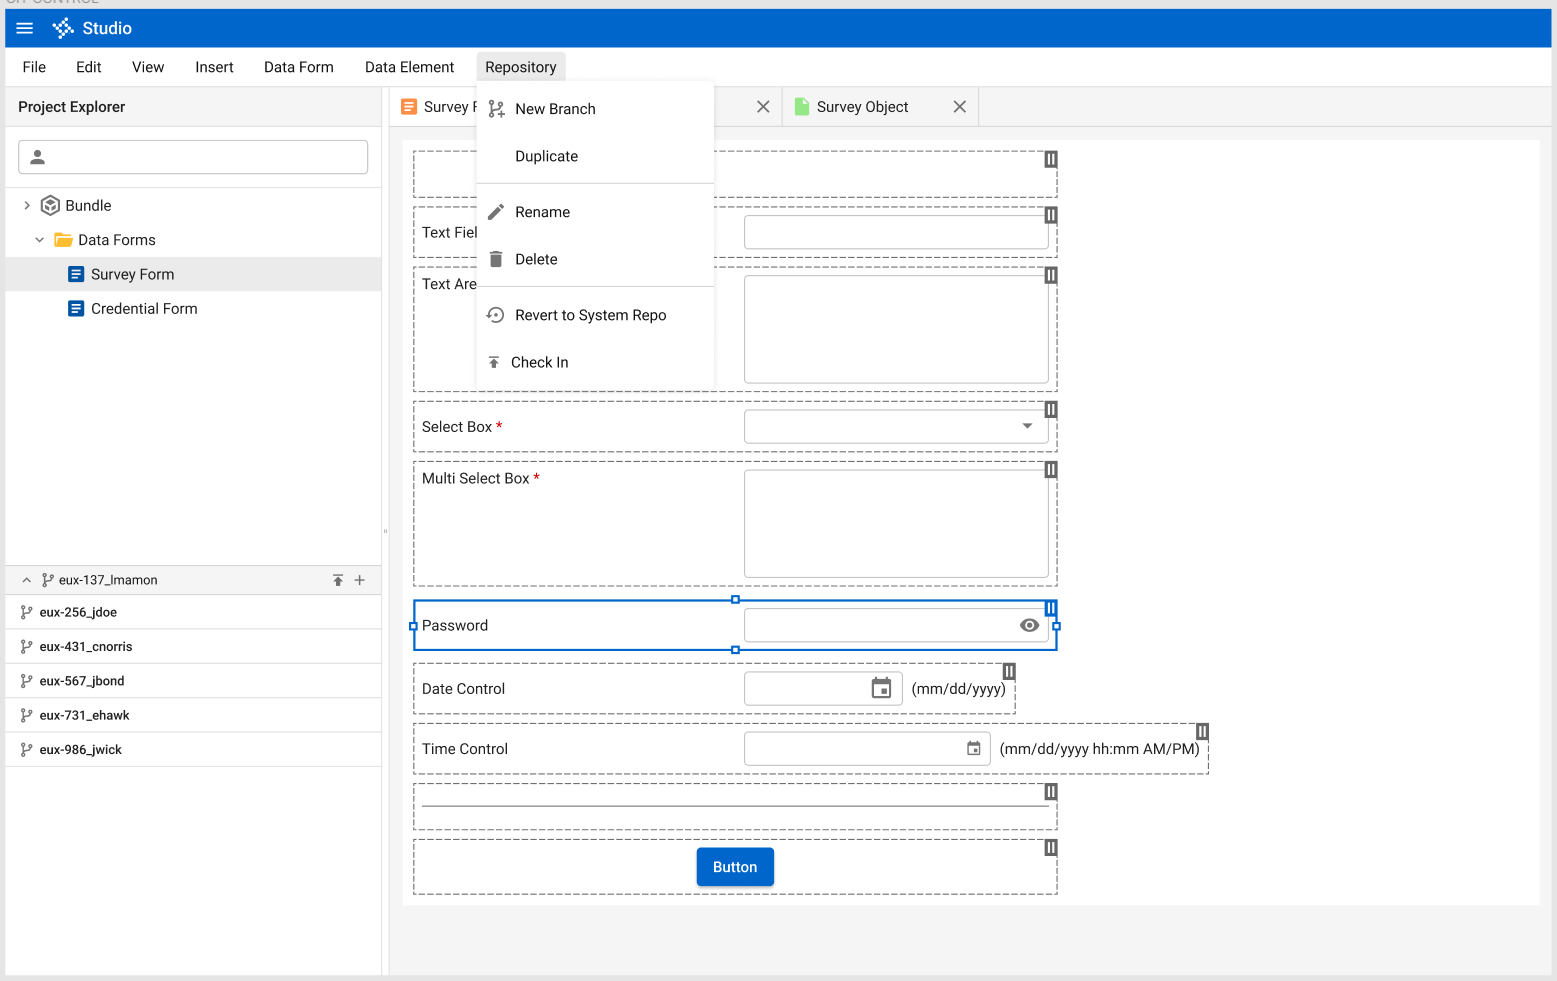 Studio
File Edit View Insert Data Form Data Element Repository
Project Explorer
Bundle
Data Forms
Survey Form
Credential Form
eux-137_lmamon
eux-256_jdoe
eux-431_cnorris
eux-567_jbond
eux-731_ehawk
eux-986_jwick
New Branch
Duplicate
Rename
Delete
Revert to System Repo
Check In
Survey
Survey Object
Text
Text
Select Box *
Multi Select Box *
Password
Date Control
(mm/dd/yyyy)
Time Control
(mm/dd/yyyy hh:mm AM/PM)
Button